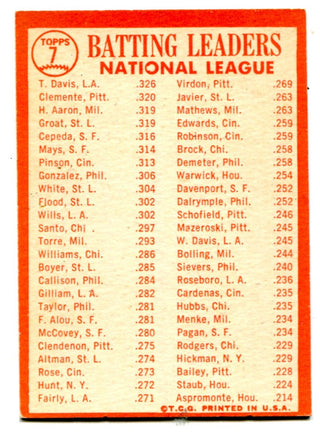 TOPPS
7
BATTING LEADERS
NATIONAL LEAGUE
T. Davis, L.A. .326
Clemente, Pitt. .320
H. Aaron, Mil. .319
Groat, St. L. .319
Cepeda, S. F. .316
Mays, S. F. .314
Pinson, Cin. .313
Gonzalez, Phil. .306
White, St. L. .304
Flood, St. L. .302
Wills, L. A. .302
Santo, Chi .297
Torre, Mil. .293
Williams, Chi. .286
Boyer, St. L. .285
Callison, Phil. .284
Gilliam, L. A. .282
Taylor, Phil. .281
F. Alou, S. F. .281
McCovey, S. F. .280
Clendenon, Pitt. .275
Altman, St. L. .274
Rose, Cin. .273
Hunt, N. Y. .272
Fairly, L. A. .271
Virdon, Pitt. .269
Javier, St. L. .263
Mathews, Mil. .263
Edwards, Cin. .259
Robinson, Cin. .259
Brock, Chi. .258
Demeter, Phil. .258
Warwick, Hou. .254
Davenport, S. F. .252
Dalrymple, Phil. .252
Schofield, Pitt. .246
Mazeroski, Pitt. .245
W. Davis, L. A. .245
Bolling, Mil. .244
Sievers, Phil. .240
Roseboro, L. A. .236
Cardenas, Cin. .235
Hubbs, Chi. .235
Menke, Mil. .234
Pagan, S. F. .234
Rodgers, Chi. .229
Hickman, N. Y. .229
Bailey, Pitt. .228
Staub, Hou. .224
Aspromonte, Hou. .214
©T.C.G. PRINTED IN U.S.A.